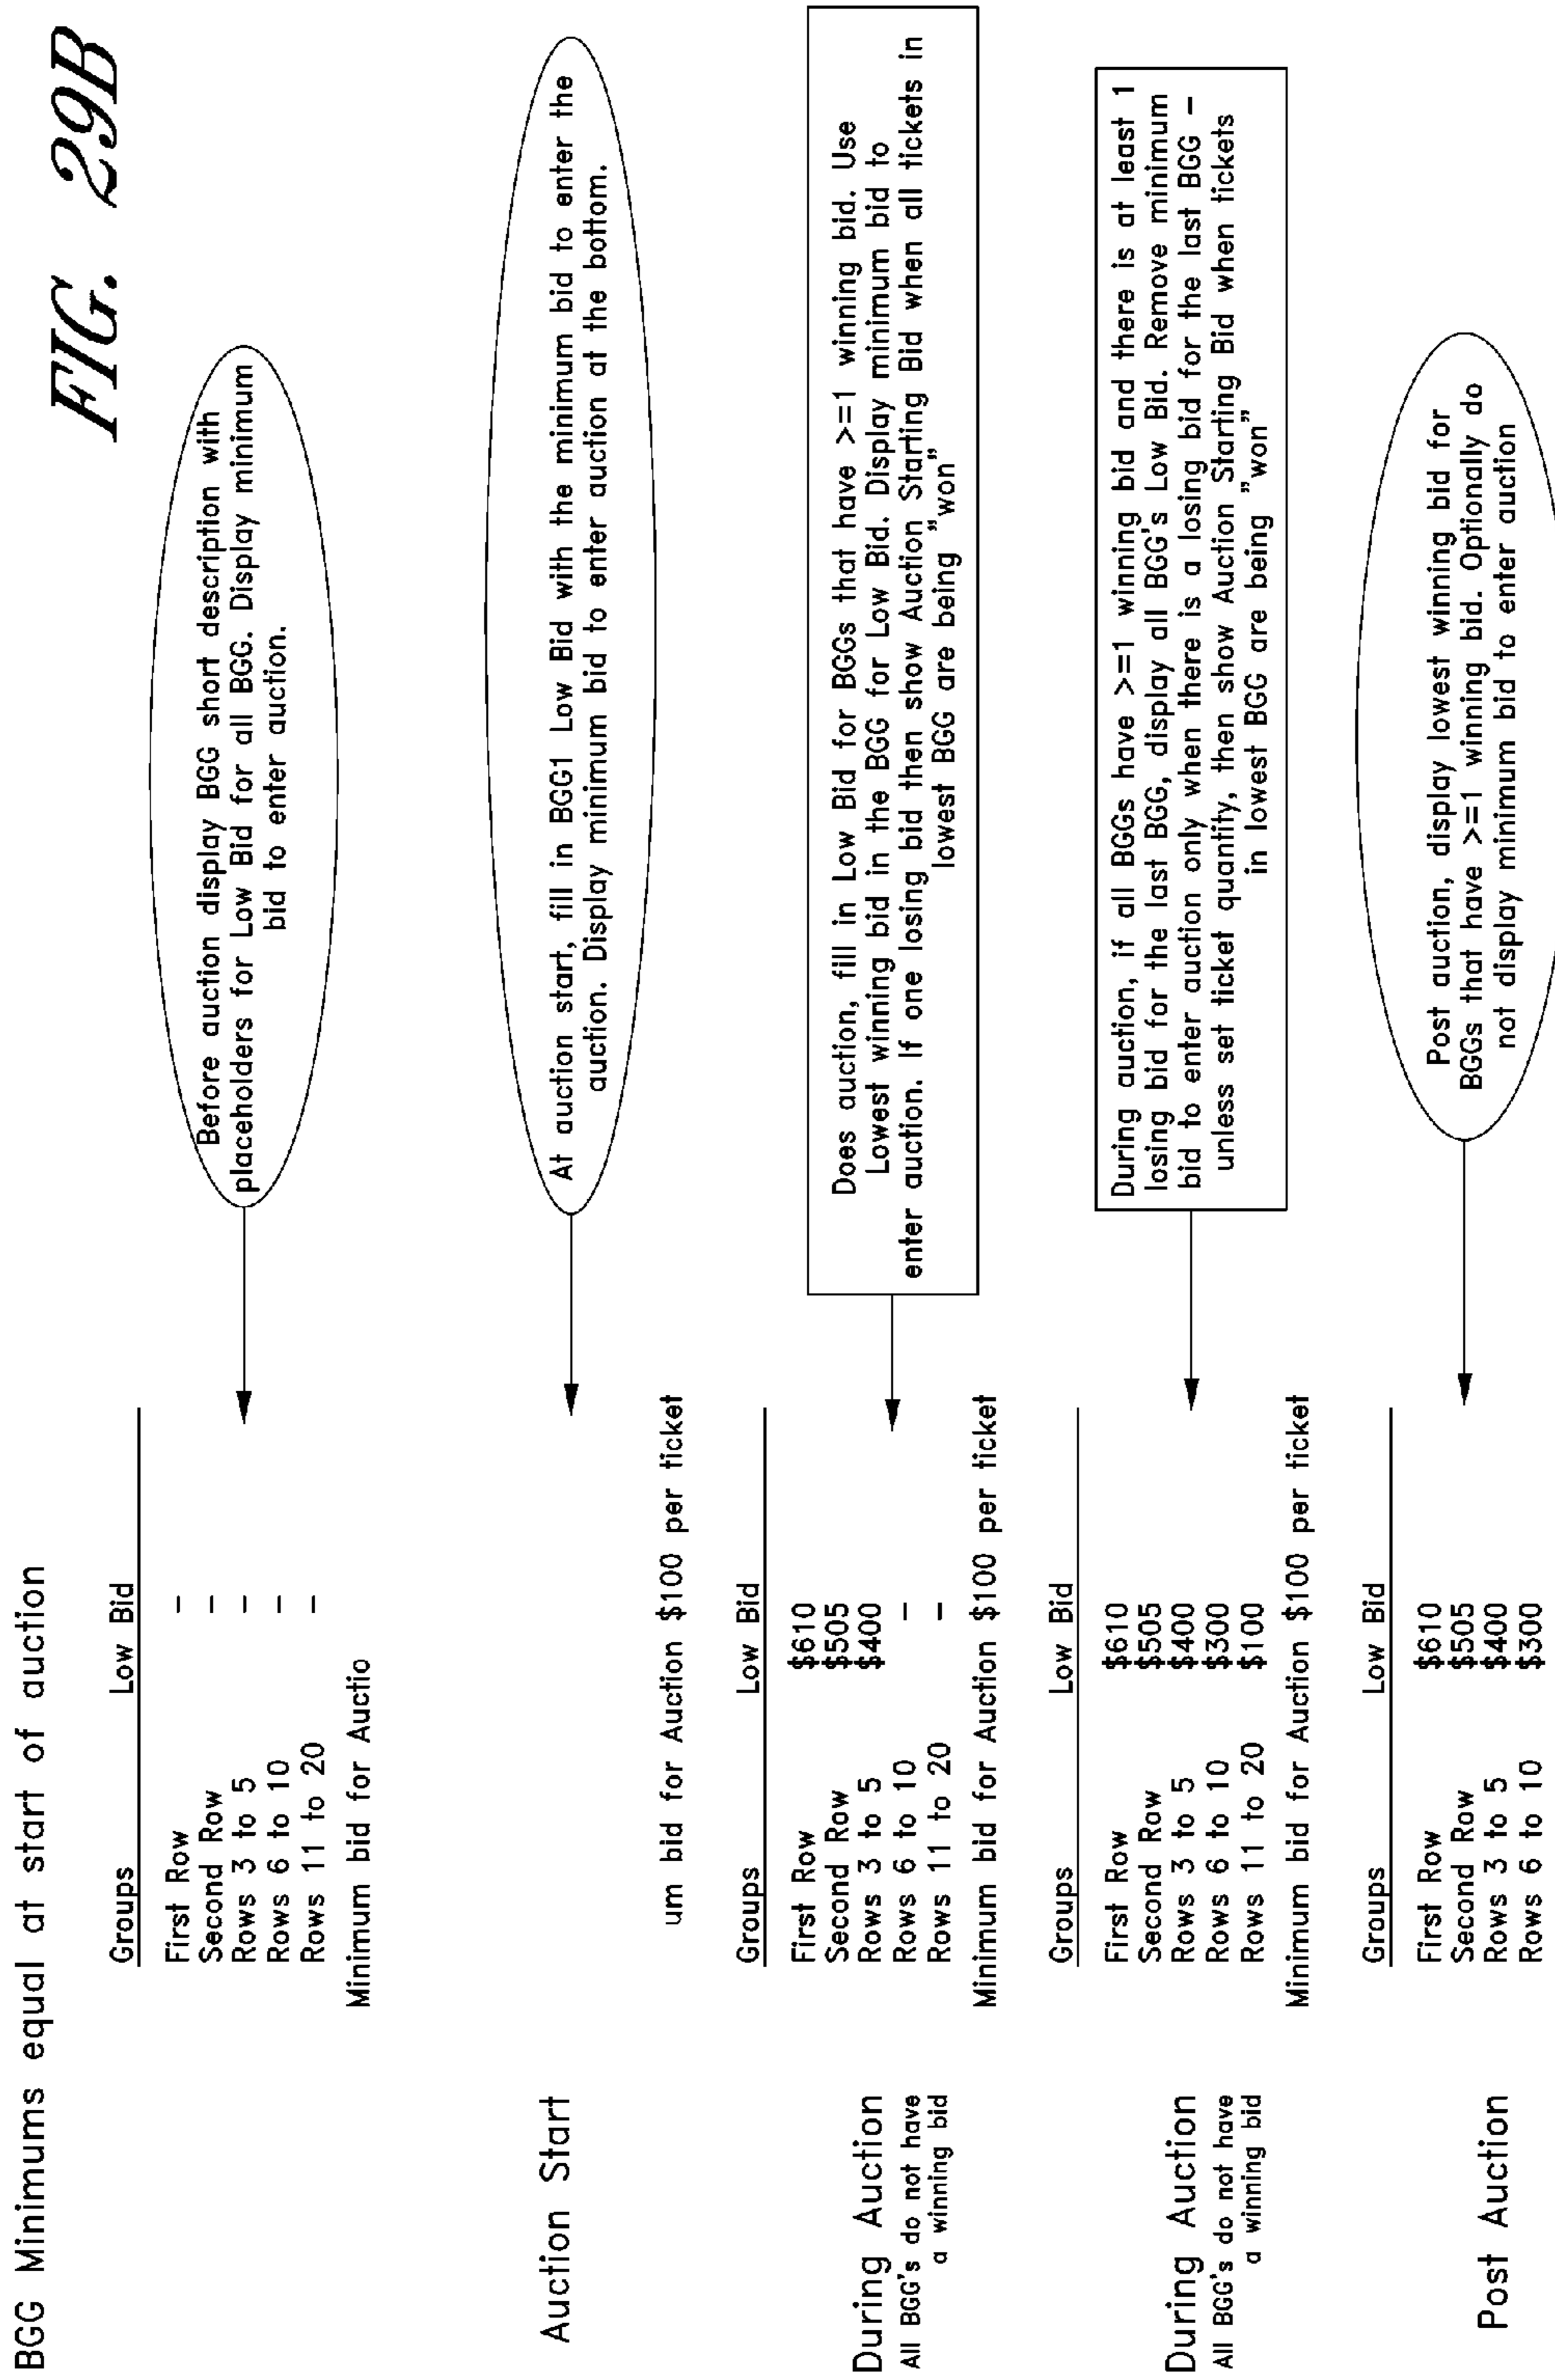 FIG. 29B
BGG Minimums equal at start of auction
Groups Low Bid
First Row –
Second Row –
Rows 3 to 5 –
Rows 6 to 10 –
Rows 11 to 20 –
Minimum bid for Auctio
Before auction display BGG short description with
placeholders for Low Bid for all BGG. Display minimum
bid to enter auction.
Auction Start
um bid for Auction $100 per ticket
At auction start, fill in BGG1 Low Bid with the minimum bid to enter the
auction. Display minimum bid to enter auction at the bottom.
During Auction
All BGG's do not have
a winning bid
Groups Low Bid
First Row $610
Second Row $505
Rows 3 to 5 $400
Rows 6 to 10 –
Rows 11 to 20 –
Minimum bid for Auction $100 per ticket
Does auction, fill in Low Bid for BGGs that have >=1 winning bid. Use
Lowest winning bid in the BGG for Low Bid. Display minimum bid to
enter auction. If one losing bid then show Auction Starting Bid when all tickets in
lowest BGG are being "won"
During Auction
All BGG's do not have
a winning bid
Groups Low Bid
First Row $610
Second Row $505
Rows 3 to 5 $400
Rows 6 to 10 $300
Rows 11 to 20 $100
Minimum bid for Auction $100 per ticket
During auction, if all BGGs have >=1 winning bid and there is at least 1
losing bid for the last BGG, display all BGG's Low Bid. Remove minimum
bid to enter auction only when there is a losing bid for the last BGG –
unless set ticket quantity, then show Auction Starting Bid when tickets
in lowest BGG are being "won"
Post Auction
Groups Low Bid
First Row $610
Second Row $505
Rows 3 to 5 $400
Rows 6 to 10 $300
Post auction, display lowest winning bid for
BGGs that have >=1 winning bid. Optionally do
not display minimum bid to enter auction